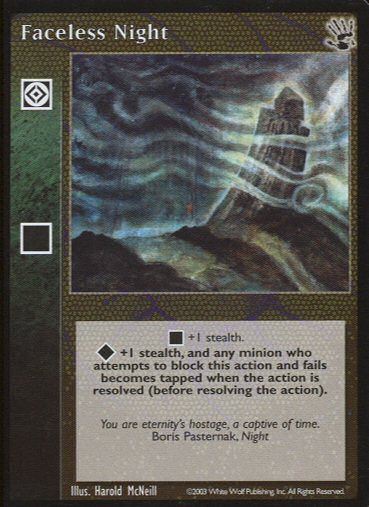 Faceless Night
+1 stealth.
+1 stealth, and any minion who
attempts to block this action and fails
becomes tapped when the action is
resolved (before resolving the action).
You are eternity's hostage, a captive of time.
Boris Pasternak, Night
Illus. Harold McNeill
©2003 White Wolf Publishing, Inc. All Rights Reserved.